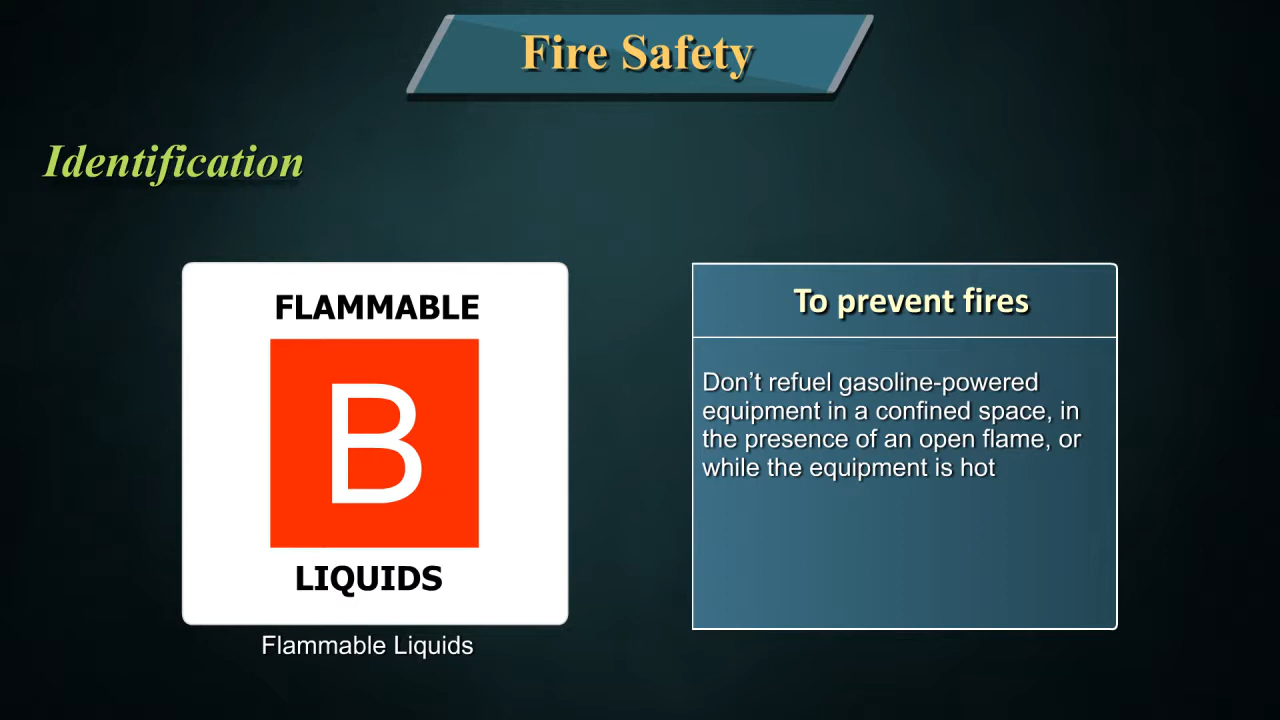 Fire Safety
Identification
FLAMMABLE
B
LIQUIDS
Flammable Liquids
To prevent fires
Don’t refuel gasoline-powered
equipment in a confined space, in
the presence of an open flame, or
while the equipment is hot